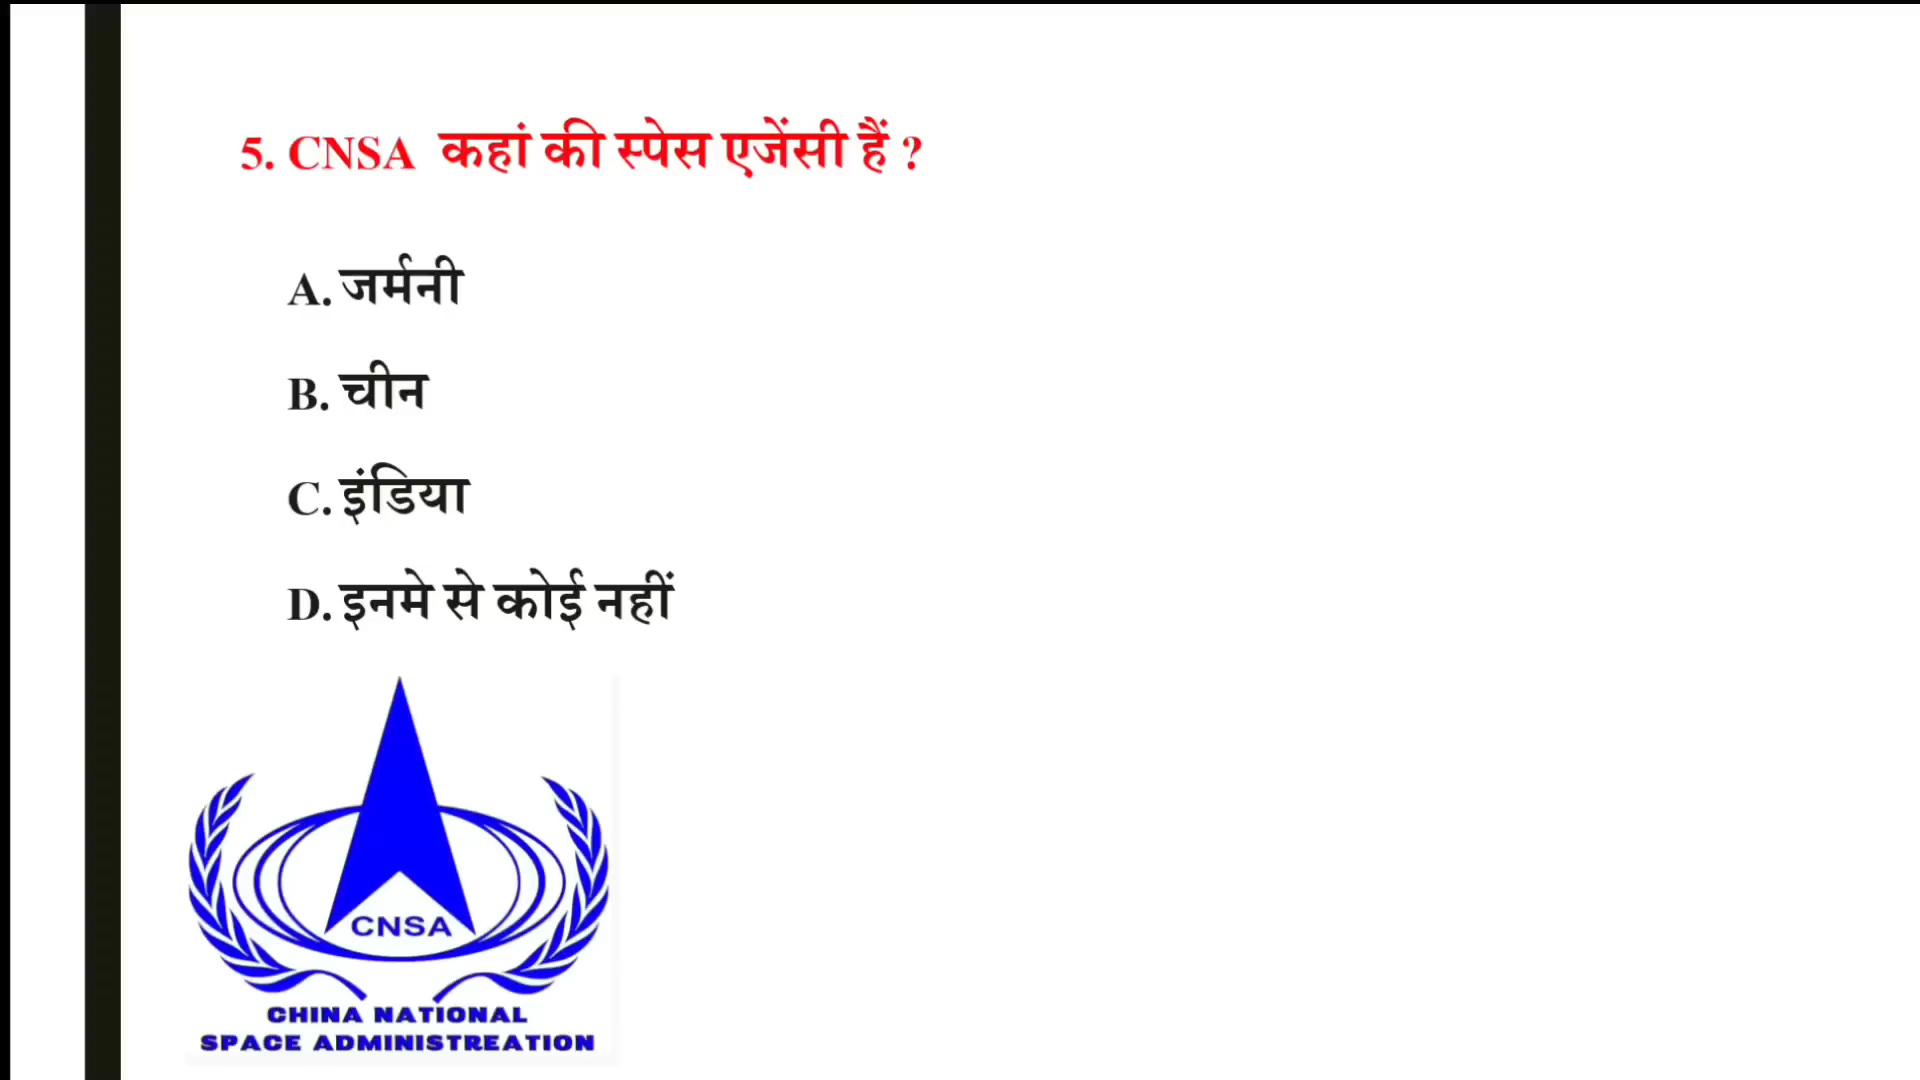 5. CNSA कहां की स्पेस एजेंसी हैं ?
A. जर्मनी
B. चीन
C. इंडिया
D. इनमे से कोई नहीं
CNSA
CHINA NATIONAL
SPACE ADMINISTREATION